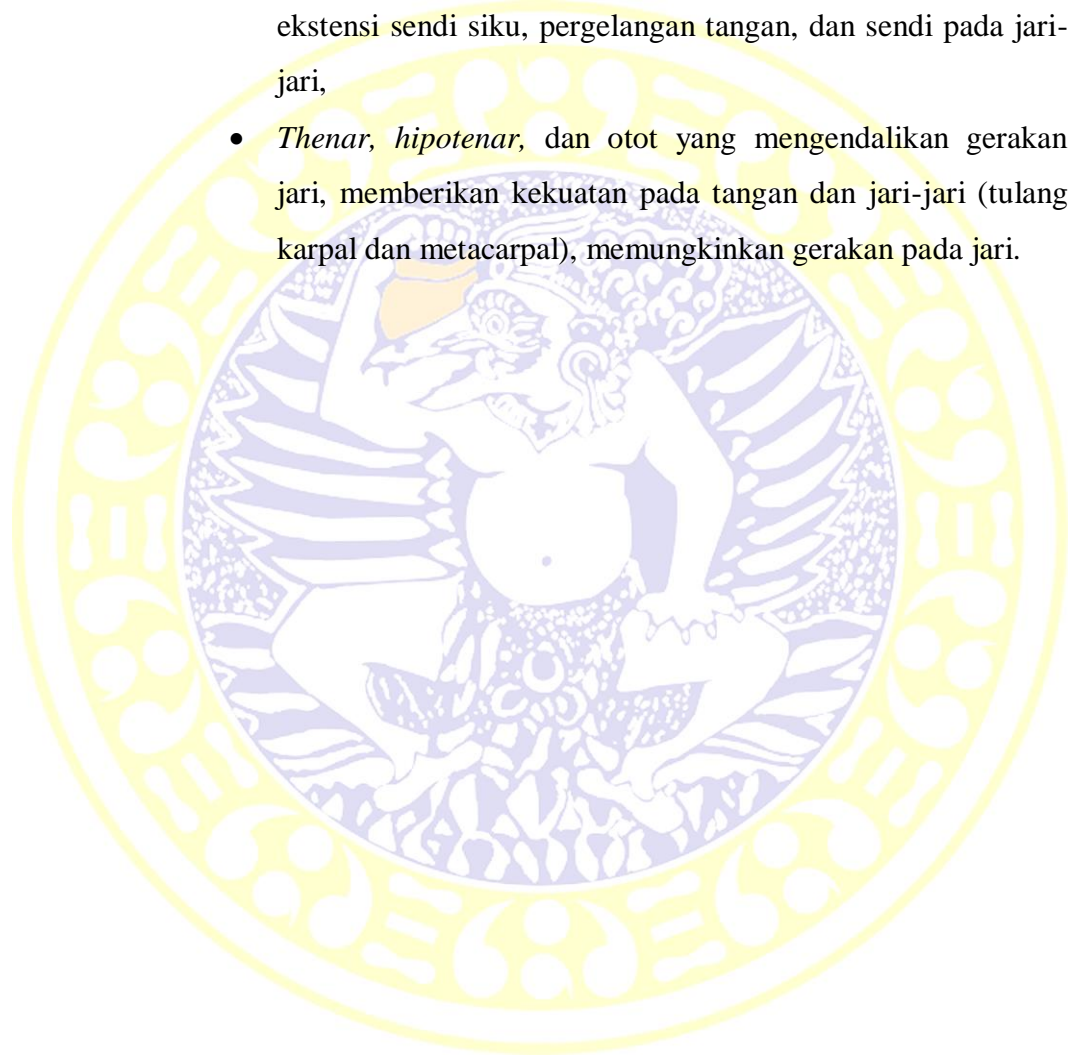 ekstensi sendi siku, pergelangan tangan, dan sendi pada jari-
jari,
• Thenar, hipotenar, dan otot yang mengendalikan gerakan
jari, memberikan kekuatan pada tangan dan jari-jari (tulang
karpal dan metacarpal), memungkinkan gerakan pada jari.